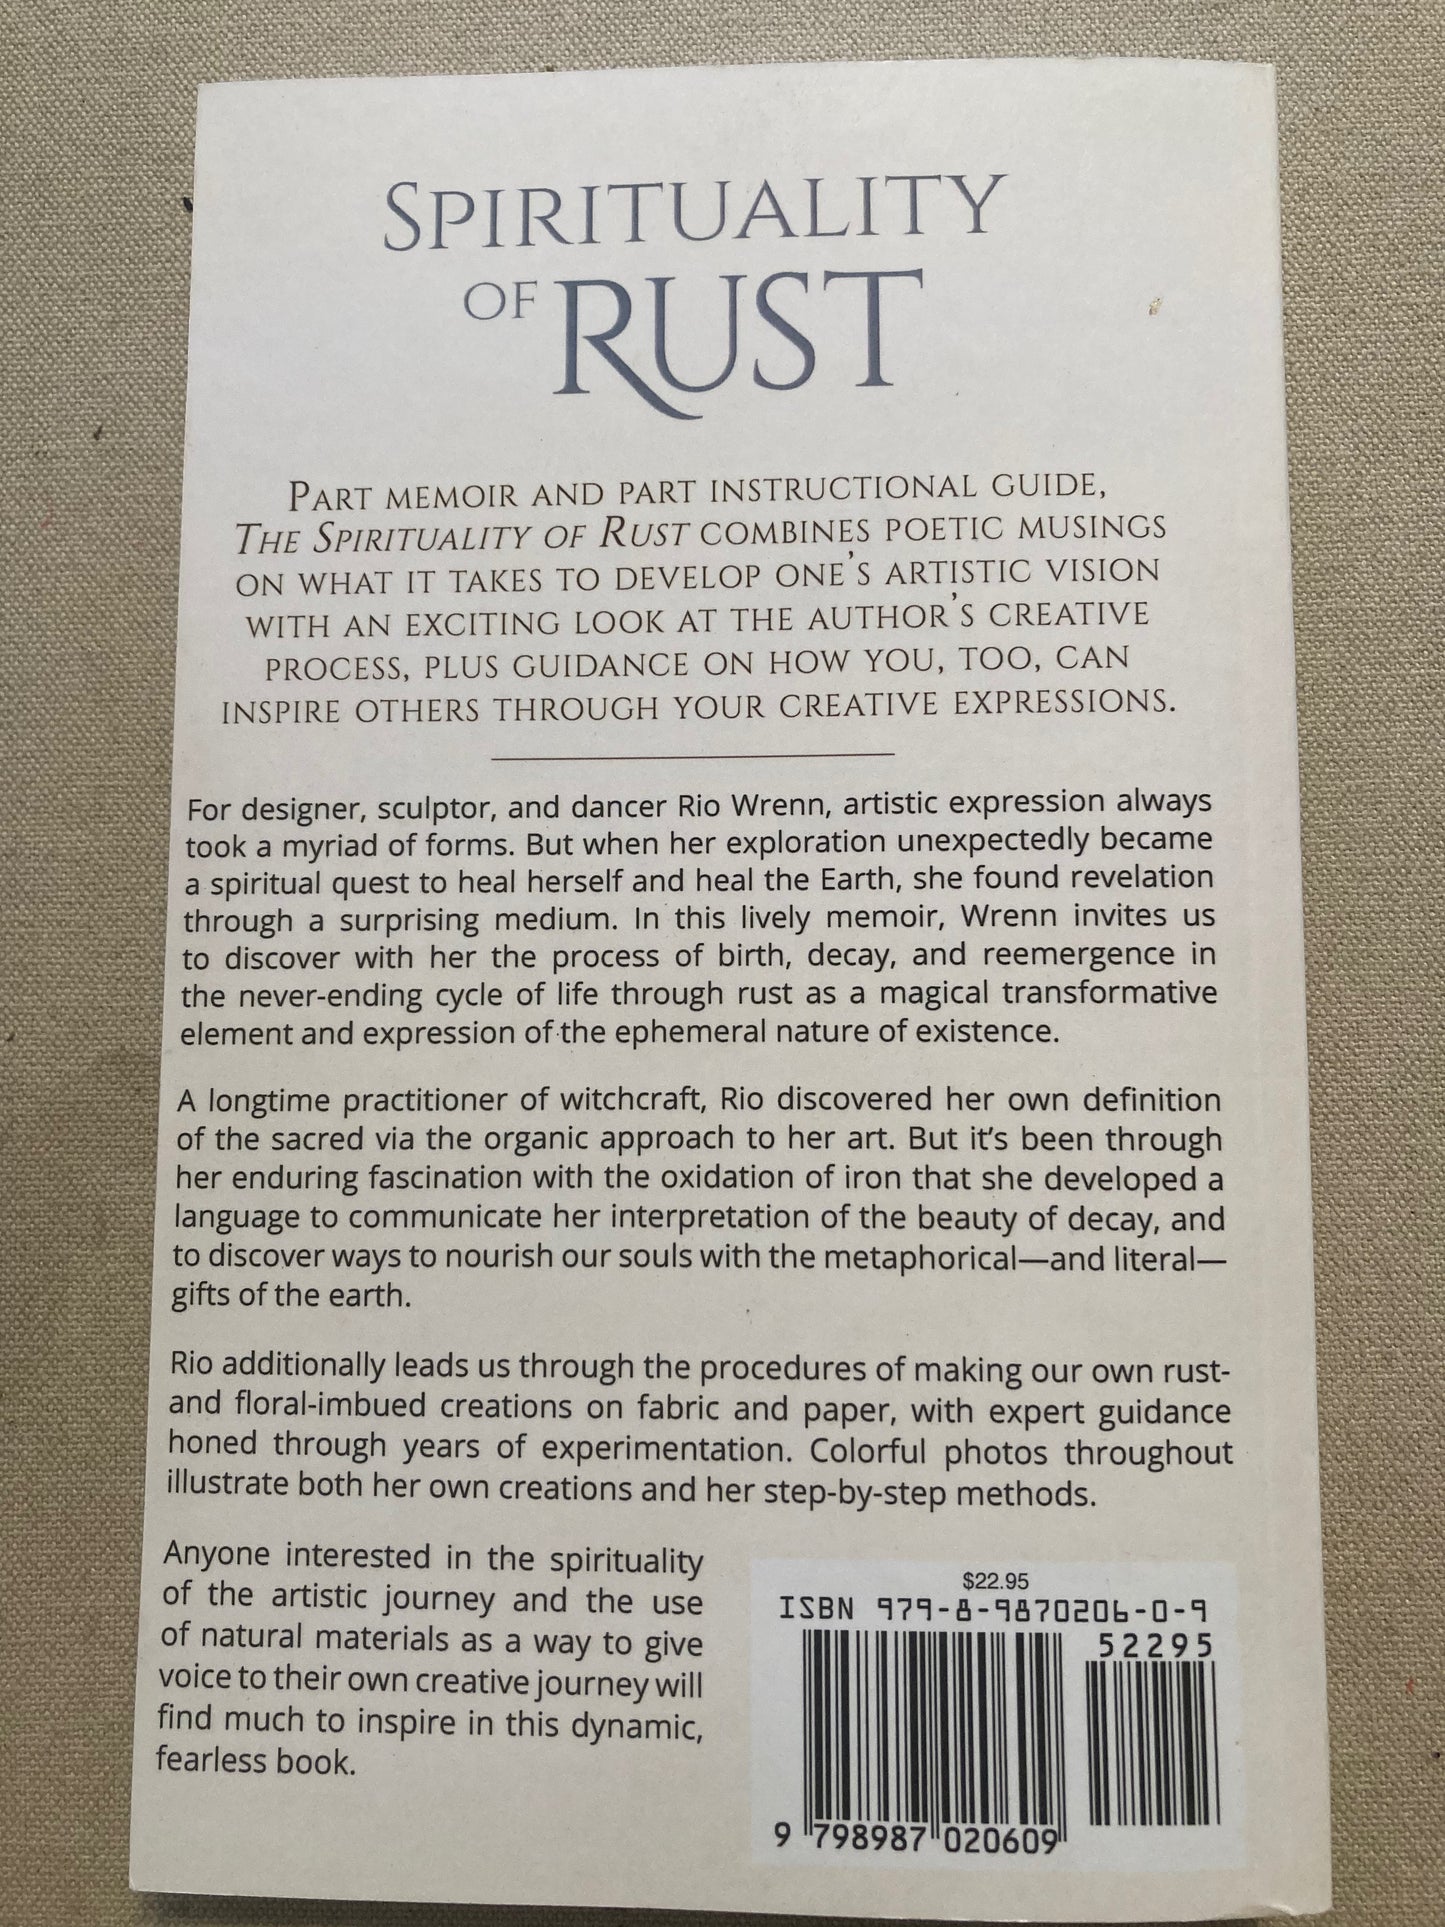 SPIRITUALITY
OF RUST
PART MEMOIR AND PART INSTRUCTIONAL GUIDE,
THE SPIRITUALITY OF RUST COMBINES POETIC MUSINGS
ON WHAT IT TAKES TO DEVELOP ONE'S ARTISTIC VISION
WITH AN EXCITING LOOK AT THE AUTHOR'S CREATIVE
PROCESS, PLUS GUIDANCE ON HOW YOU, TOO, CAN
INSPIRE OTHERS THROUGH YOUR CREATIVE EXPRESSIONS.
For designer, sculptor, and dancer Rio Wrenn, artistic expression always
took a myriad of forms. But when her exploration unexpectedly became
a spiritual quest to heal herself and heal the Earth, she found revelation
through a surprising medium. In this lively memoir, Wrenn invites us
to discover with her the process of birth, decay, and reemergence in
the never-ending cycle of life through rust as a magical transformative
element and expression of the ephemeral nature of existence.
A longtime practitioner of witchcraft, Rio discovered her own definition
of the sacred via the organic approach to her art. But it's been through
her enduring fascination with the oxidation of iron that she developed a
language to communicate her interpretation of the beauty of decay, and
to discover ways to nourish our souls with the metaphorical—and literal—
gifts of the earth.
Rio additionally leads us through the procedures of making our own rust-
and floral-imbued creations on fabric and paper, with expert guidance
honed through years of experimentation. Colorful photos throughout
illustrate both her own creations and her step-by-step methods.
Anyone interested in the spirituality
of the artistic journey and the use
of natural materials as a way to give
voice to their own creative journey will
find much to inspire in this dynamic,
fearless book.
$22.95
ISBN 979-8-9870206-0-9
52295
9 798987 020609